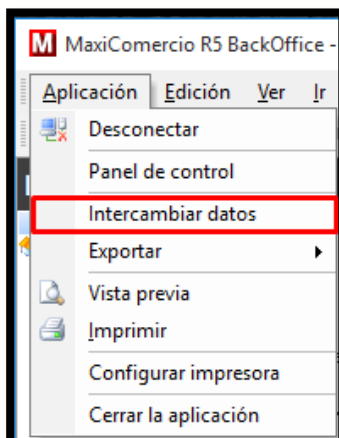 M MaxiComercio R5 BackOffice -
Aplicación Edición Ver Ir
Desconectar
Panel de control
Intercambiar datos
Exportar
Vista previa
Imprimir
Configurar impresora
Cerrar la aplicación